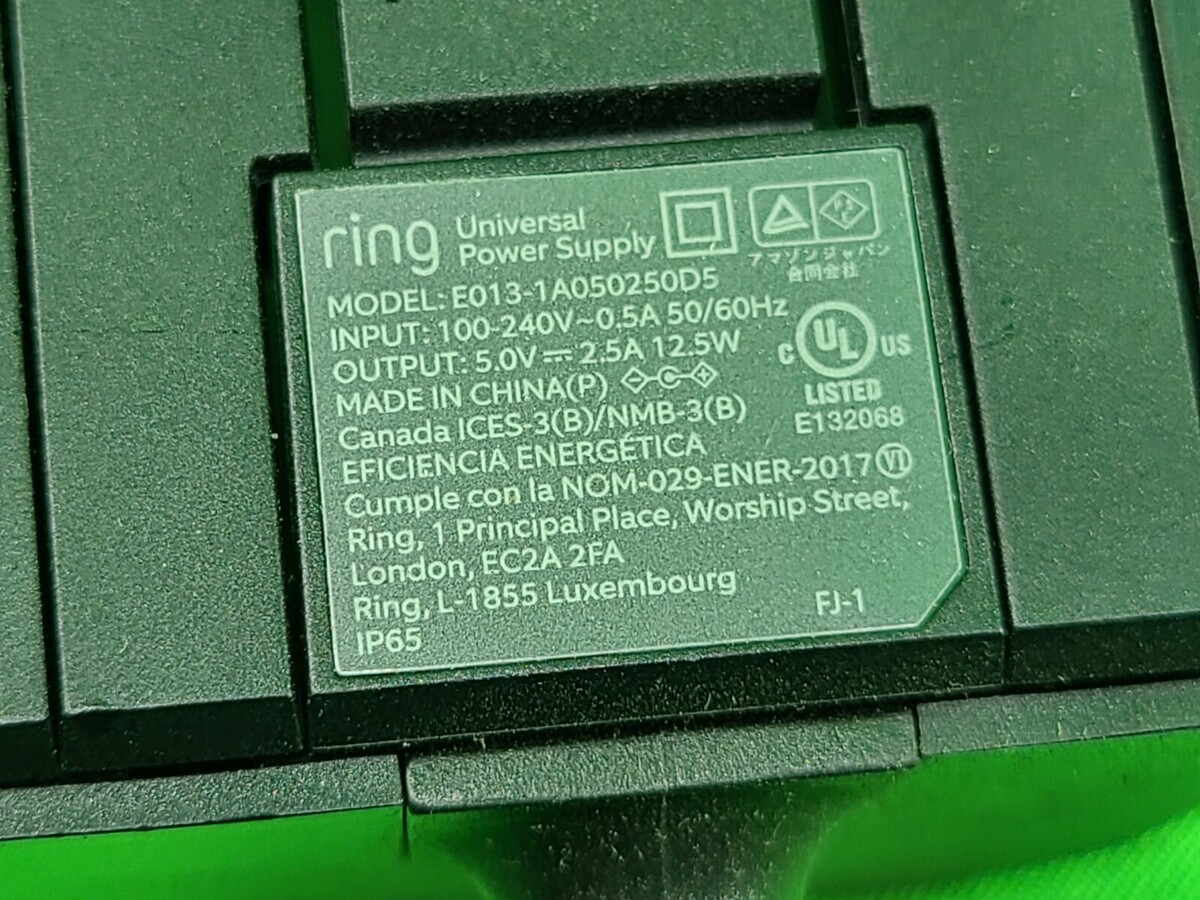 ring Universal
Power Supply
アマゾンジャパン
合同会社
MODEL: E013-1A050250D5
INPUT: 100-240V~0.5A 50/60Hz
OUTPUT: 5.0V⎓2.5A 12.5W
C UL US
LISTED
E132068
MADE IN CHINA(P)
Canada ICES-3(B)/NMB-3(B)
EFICIENCIA ENERGÉTICA
Cumple con la NOM-029-ENER-2017 VI
Ring, 1 Principal Place, Worship Street,
London, EC2A 2FA
Ring, L-1855 Luxembourg
IP65
FJ-1